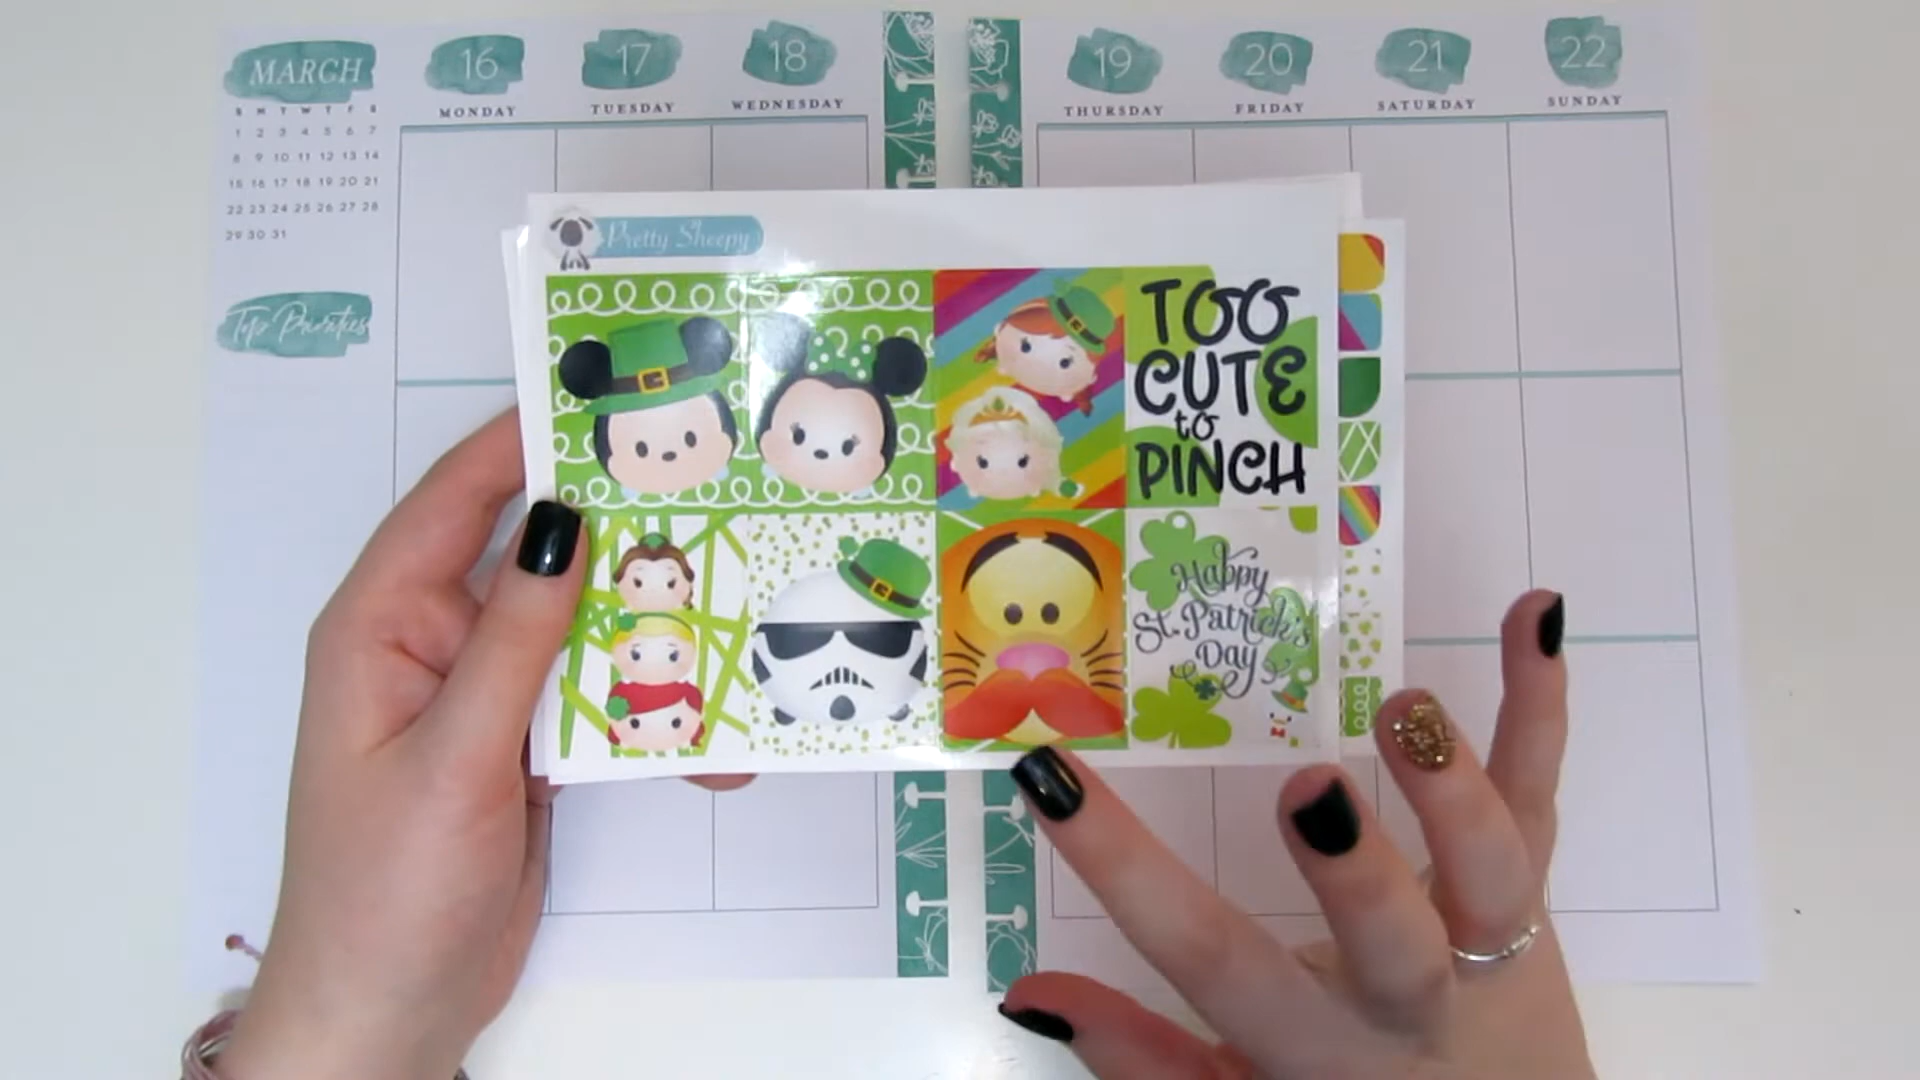 MARCH
S M T W T F S
1 2 3 4 5 6 7
8 9 10 11 12 13 14
15 16 17 18 19 20 21
22 23 24 25 26 27 28
29 30 31
Top Priorities
16
MONDAY
17
TUESDAY
18
WEDNESDAY
19
THURSDAY
20
FRIDAY
21
SATURDAY
22
SUNDAY
Pretty Sheepy
TOO
CUTE
to
PINCH
Happy
St. Patrick's
Day